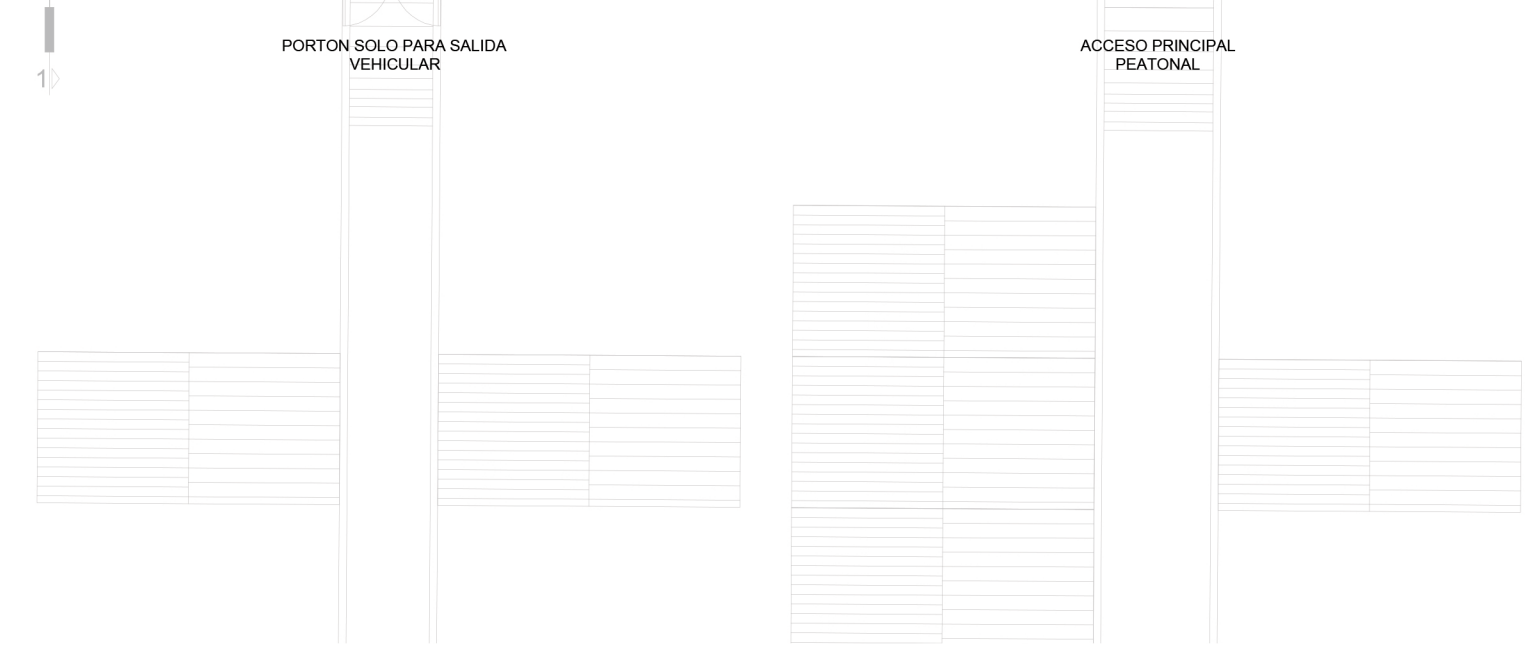 PORTON SOLO PARA SALIDA
VEHICULAR
ACCESO PRINCIPAL
PEATONAL
1